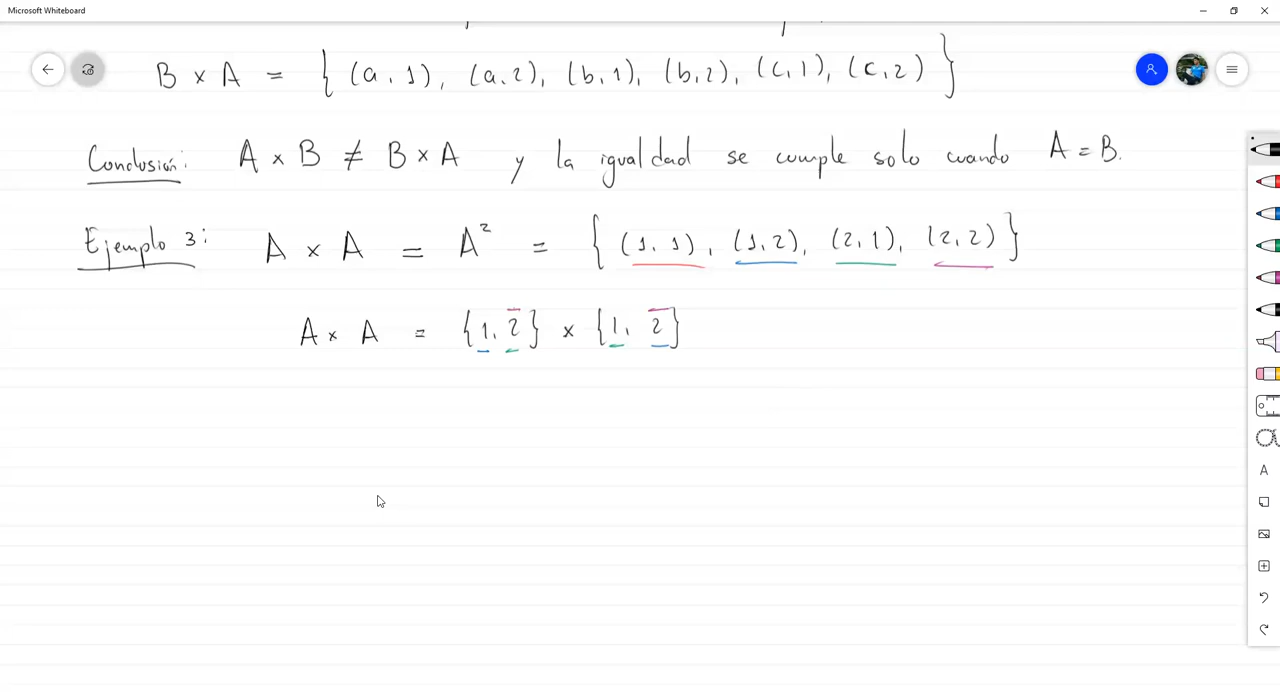 Microsoft Whiteboard
B × A = { (a, 1), (a, 2), (b, 1), (b, 2), (c, 1), (c, 2) }
Conclusión: A × B ≠ B × A y la igualdad se cumple solo cuando A = B.
Ejemplo 3: A × A = A² = { (1, 1), (1, 2), (2, 1), (2, 2) }
A × A = {1, 2} × {1, 2}
A